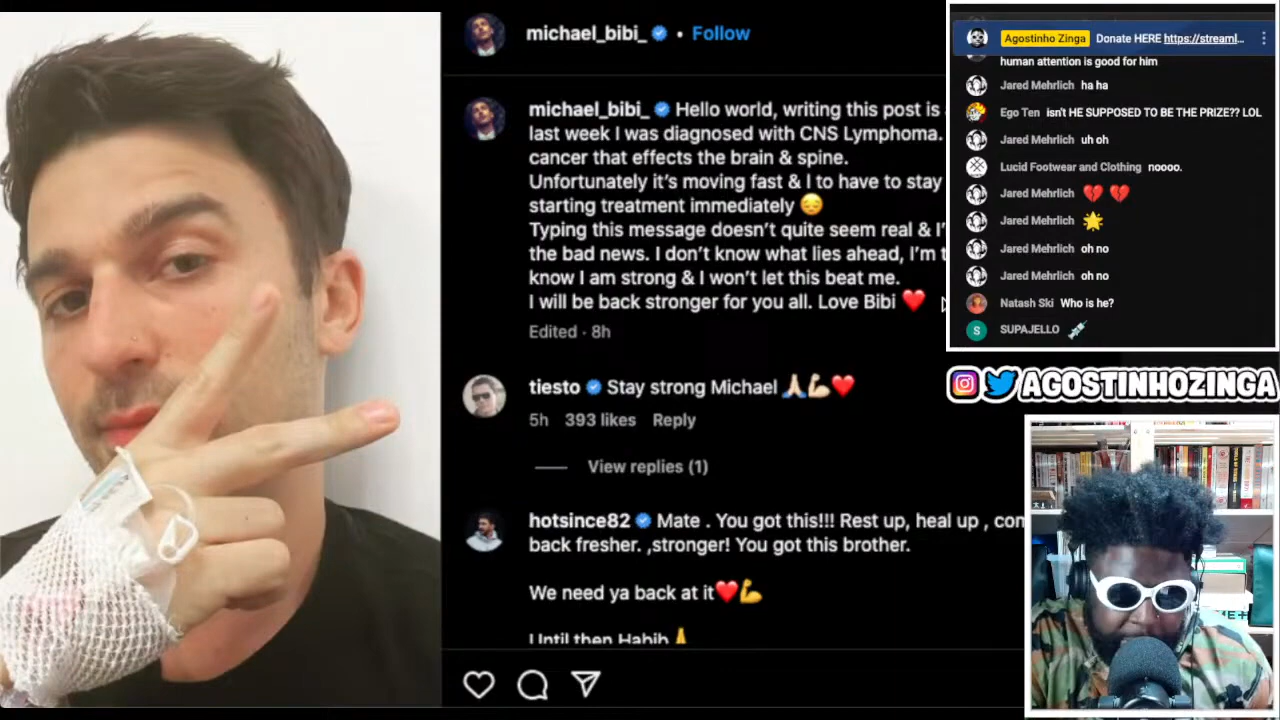 michael_bibi_ • Follow
michael_bibi_ Hello world, writing this post is
last week I was diagnosed with CNS Lymphoma.
cancer that effects the brain & spine.
Unfortunately it's moving fast & I to have to stay
starting treatment immediately 😔
Typing this message doesn't quite seem real & I'
the bad news. I don't know what lies ahead, I'm
know I am strong & I won't let this beat me.
I will be back stronger for you all. Love Bibi ❤️
Edited · 8h
tiesto Stay strong Michael 🙏🏻💪🏼❤️
5h 393 likes Reply
View replies (1)
hotsince82 Mate . You got this!!! Rest up, heal up , com
back fresher. ,stronger! You got this brother.
We need ya back at it❤️💪
Until then Habib 🙏
Agostinho Zinga Donate HERE https://streaml...
human attention is good for him
Jared Mehrlich ha ha
Ego Ten isn't HE SUPPOSED TO BE THE PRIZE?? LOL
Jared Mehrlich uh oh
Lucid Footwear and Clothing noooo.
Jared Mehrlich 💔 💔
Jared Mehrlich 🌟
Jared Mehrlich oh no
Jared Mehrlich oh no
Natash Ski Who is he?
S SUPAJELLO 💉
AGOSTINHOZINGA